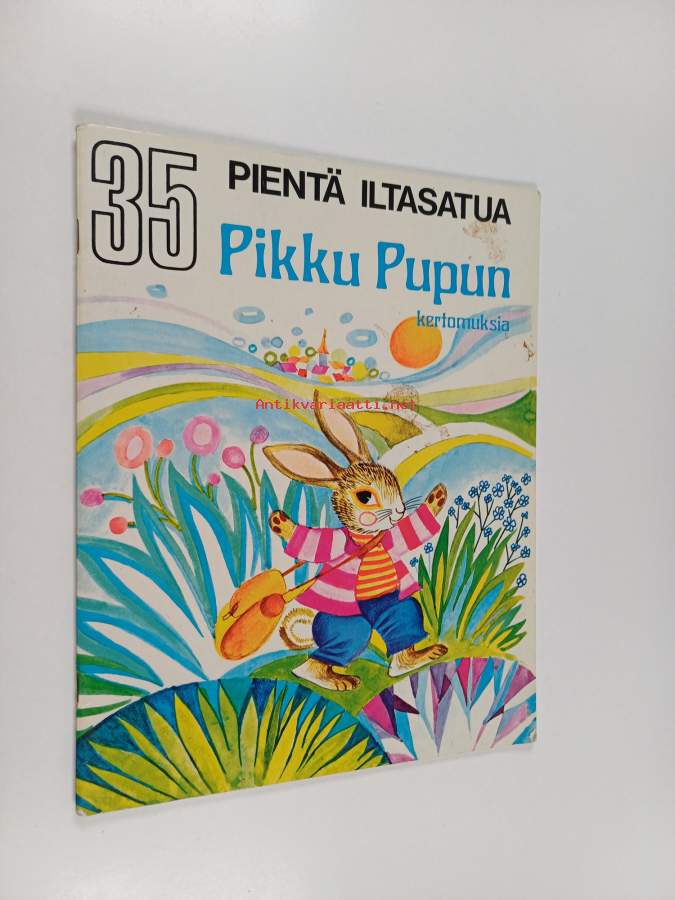 35 PIENTÄ ILTASATUA
Pikku Pupun
kertomuksia
Antikvariaatti.net